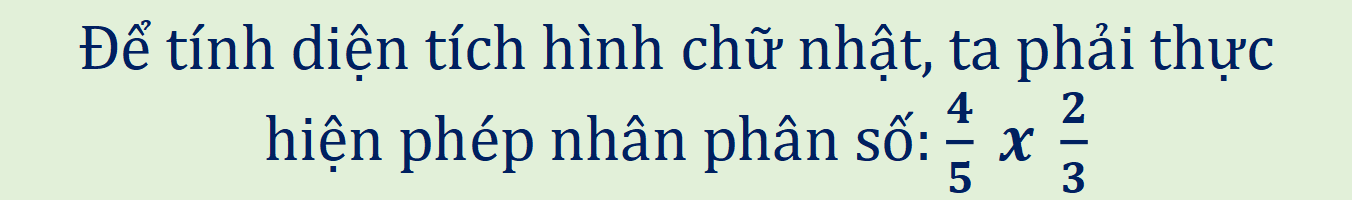 Để tính diện tích hình chữ nhật, ta phải thực
hiện phép nhân phân số: 4/5 x 2/3